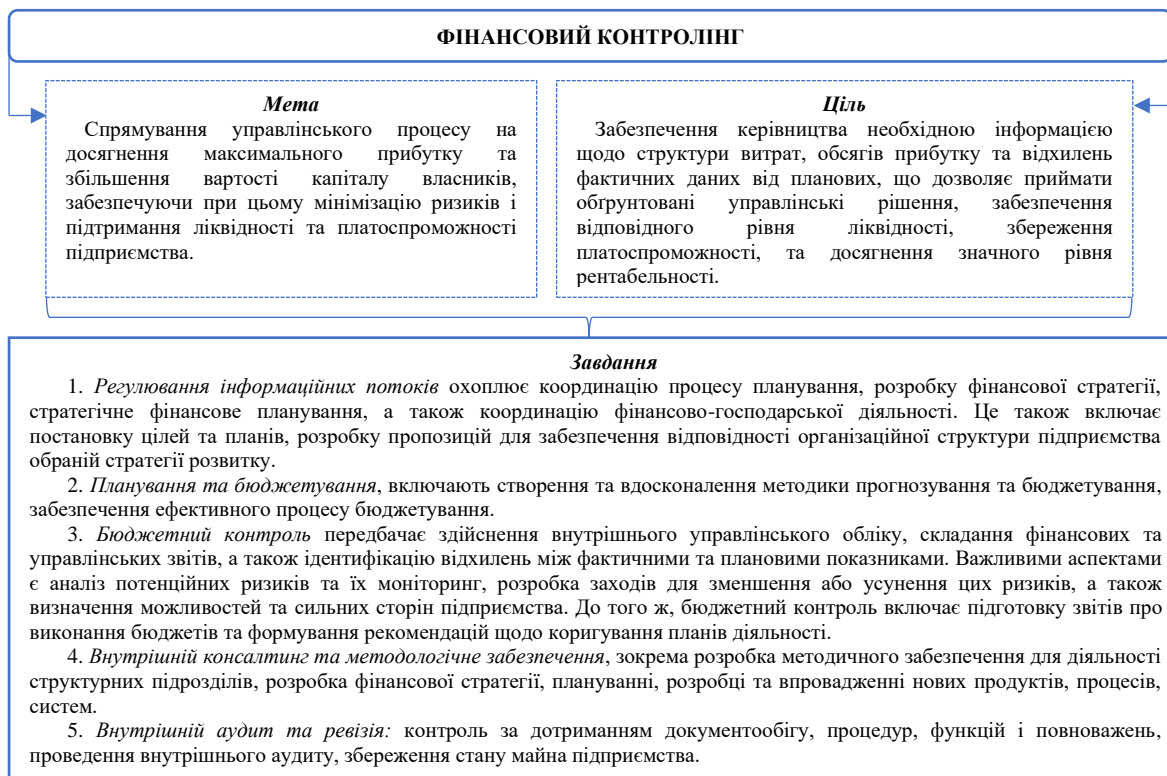 ФІНАНСОВИЙ КОНТРОЛІНГ
Мета
Спрямування управлінського процесу на
досягнення максимального прибутку та
збільшення вартості капіталу власників,
забезпечуючи при цьому мінімізацію ризиків і
підтримання ліквідності та платоспроможності
підприємства.
Ціль
Забезпечення керівництва необхідною інформацією
щодо структури витрат, обсягів прибутку та відхилень
фактичних даних від планових, що дозволяє приймати
обґрунтовані управлінські рішення, забезпечення
відповідного рівня ліквідності, збереження
платоспроможності, та досягнення значного рівня
рентабельності.
Завдання
1. Регулювання інформаційних потоків охоплює координацію процесу планування, розробку фінансової стратегії,
стратегічне фінансове планування, а також координацію фінансово-господарської діяльності. Це також включає
постановку цілей та планів, розробку пропозицій для забезпечення відповідності організаційної структури підприємства
обраній стратегії розвитку.
2. Планування та бюджетування, включають створення та вдосконалення методики прогнозування та бюджетування,
забезпечення ефективного процесу бюджетування.
3. Бюджетний контроль передбачає здійснення внутрішнього управлінського обліку, складання фінансових та
управлінських звітів, а також ідентифікацію відхилень між фактичними та плановими показниками. Важливими аспектами
є аналіз потенційних ризиків та їх моніторинг, розробка заходів для зменшення або усунення цих ризиків, а також
визначення можливостей та сильних сторін підприємства. До того ж, бюджетний контроль включає підготовку звітів про
виконання бюджетів та формування рекомендацій щодо коригування планів діяльності.
4. Внутрішній консалтинг та методологічне забезпечення, зокрема розробка методичного забезпечення для діяльності
структурних підрозділів, розробка фінансової стратегії, плануванні, розробці та впровадженні нових продуктів, процесів,
систем.
5. Внутрішній аудит та ревізія: контроль за дотриманням документообігу, процедур, функцій і повноважень,
проведення внутрішнього аудиту, збереження стану майна підприємства.